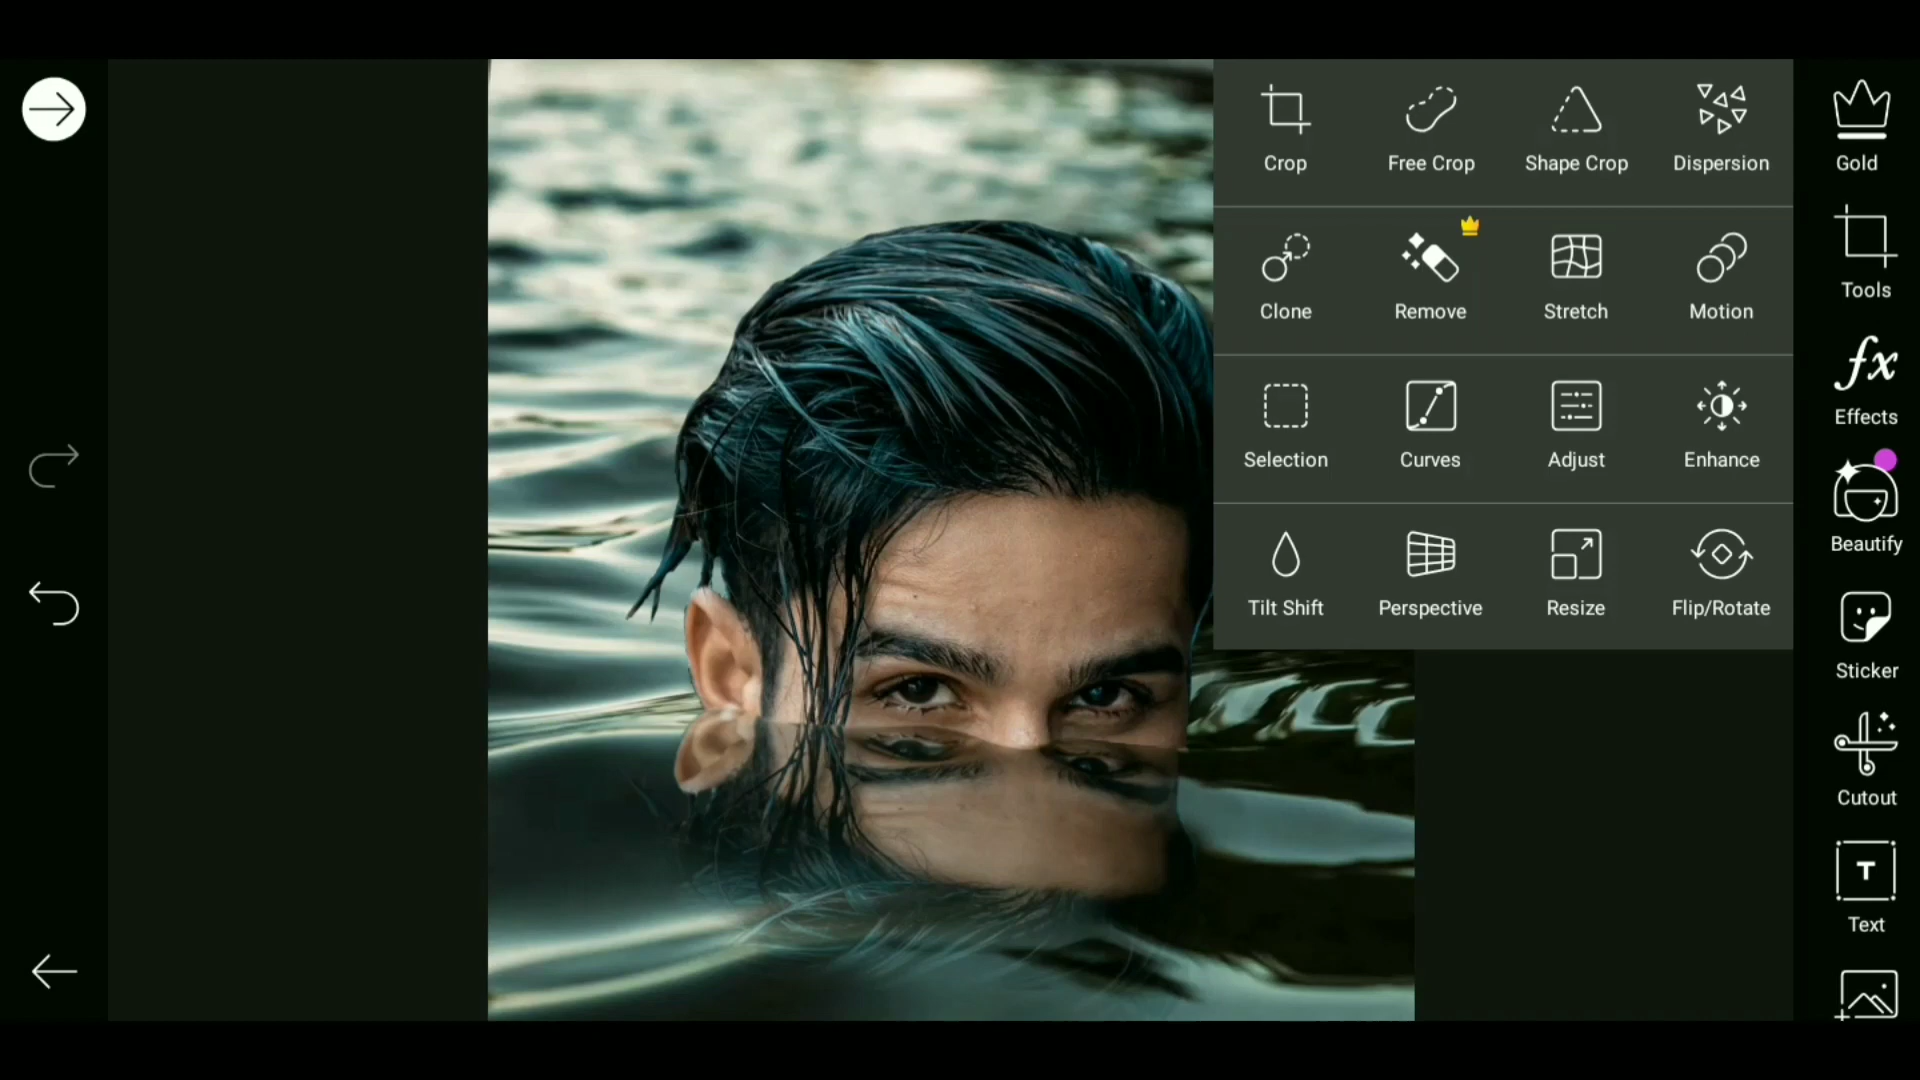 Crop
Free Crop
Shape Crop
Dispersion
Clone
Remove
Stretch
Motion
Selection
Curves
Adjust
Enhance
Tilt Shift
Perspective
Resize
Flip/Rotate
Gold
Tools
fx
Effects
Beautify
Sticker
Cutout
T
Text